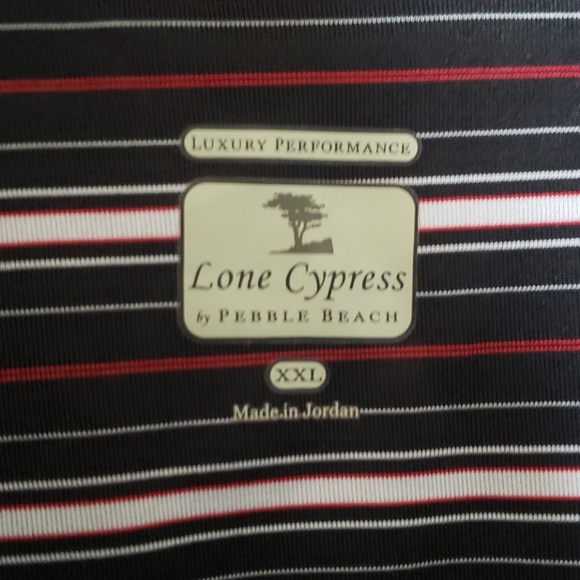 LUXURY PERFORMANCE
Lone Cypress
by PEBBLE BEACH
XXL
Made in Jordan